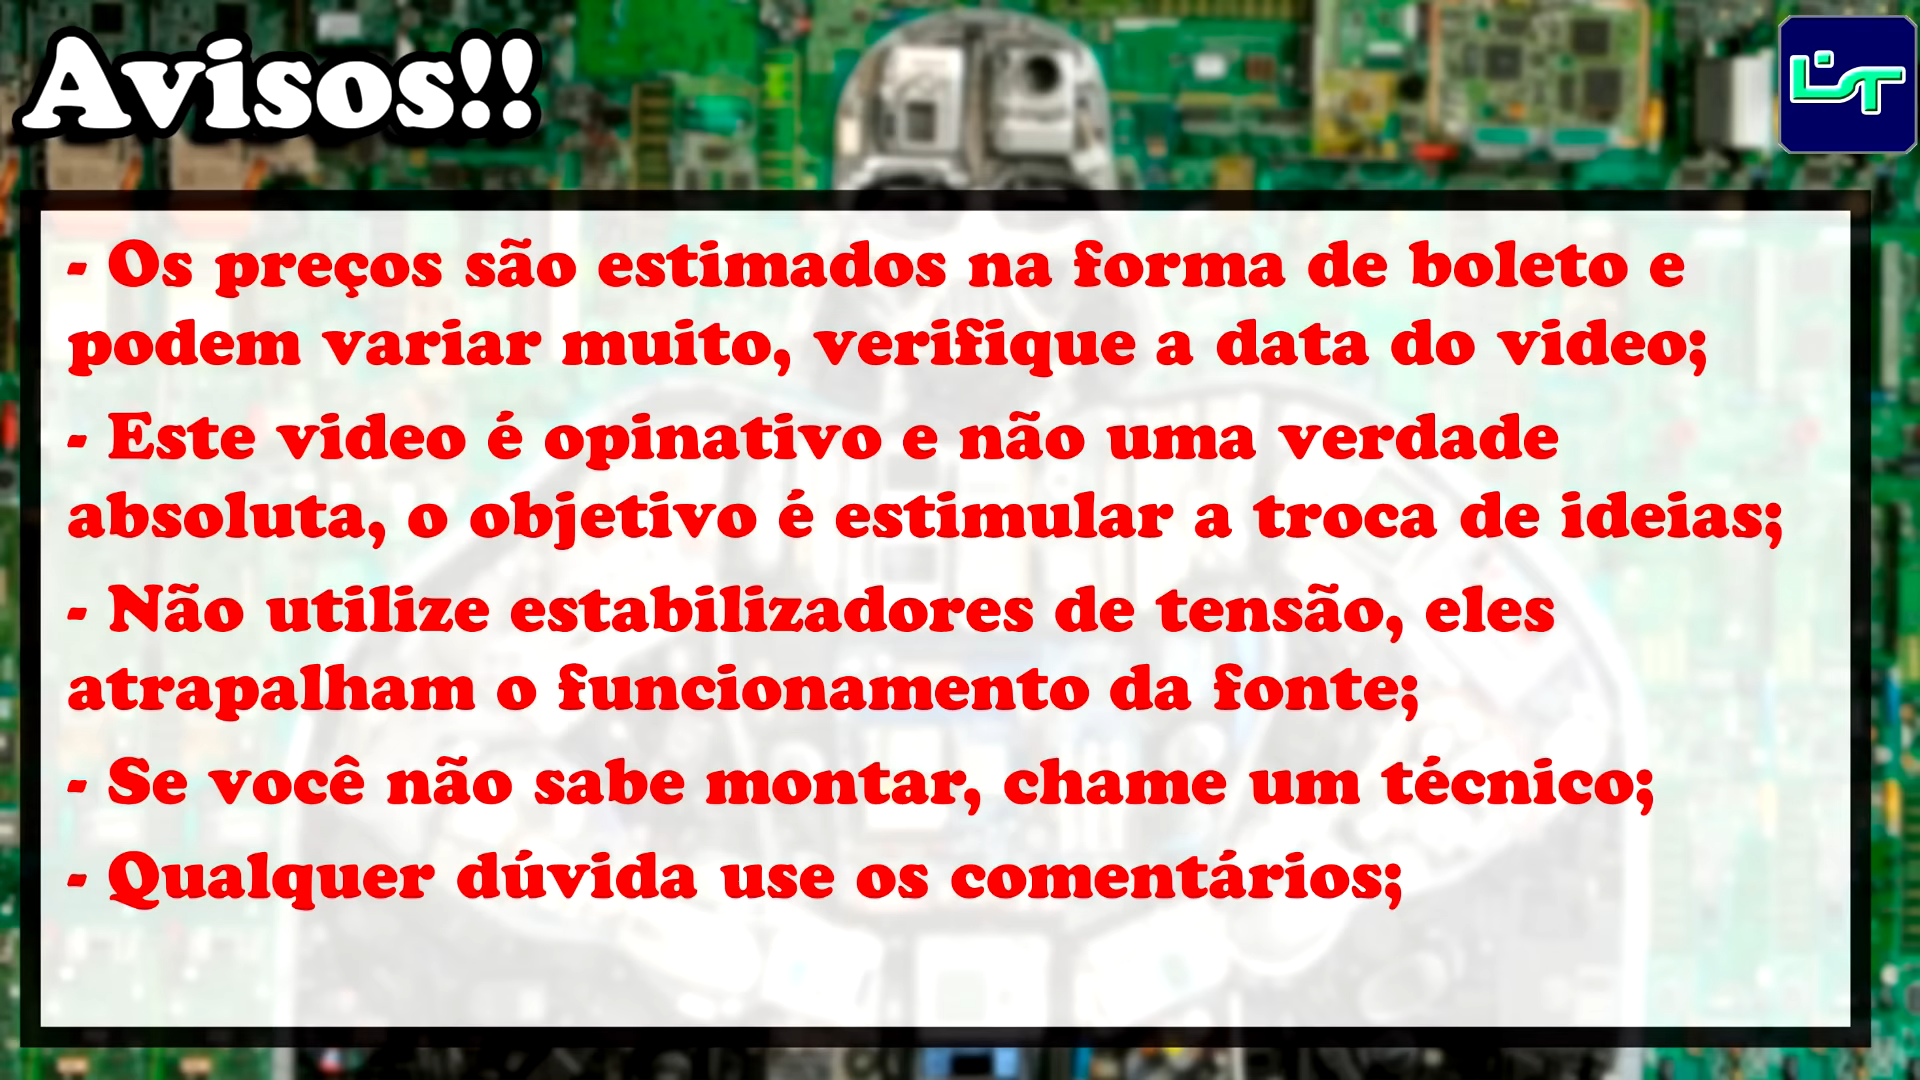 Avisos!!
LST
- Os preços são estimados na forma de boleto e
podem variar muito, verifique a data do video;
- Este video é opinativo e não uma verdade
absoluta, o objetivo é estimular a troca de ideias;
- Não utilize estabilizadores de tensão, eles
atrapalham o funcionamento da fonte;
- Se você não sabe montar, chame um técnico;
- Qualquer dúvida use os comentários;